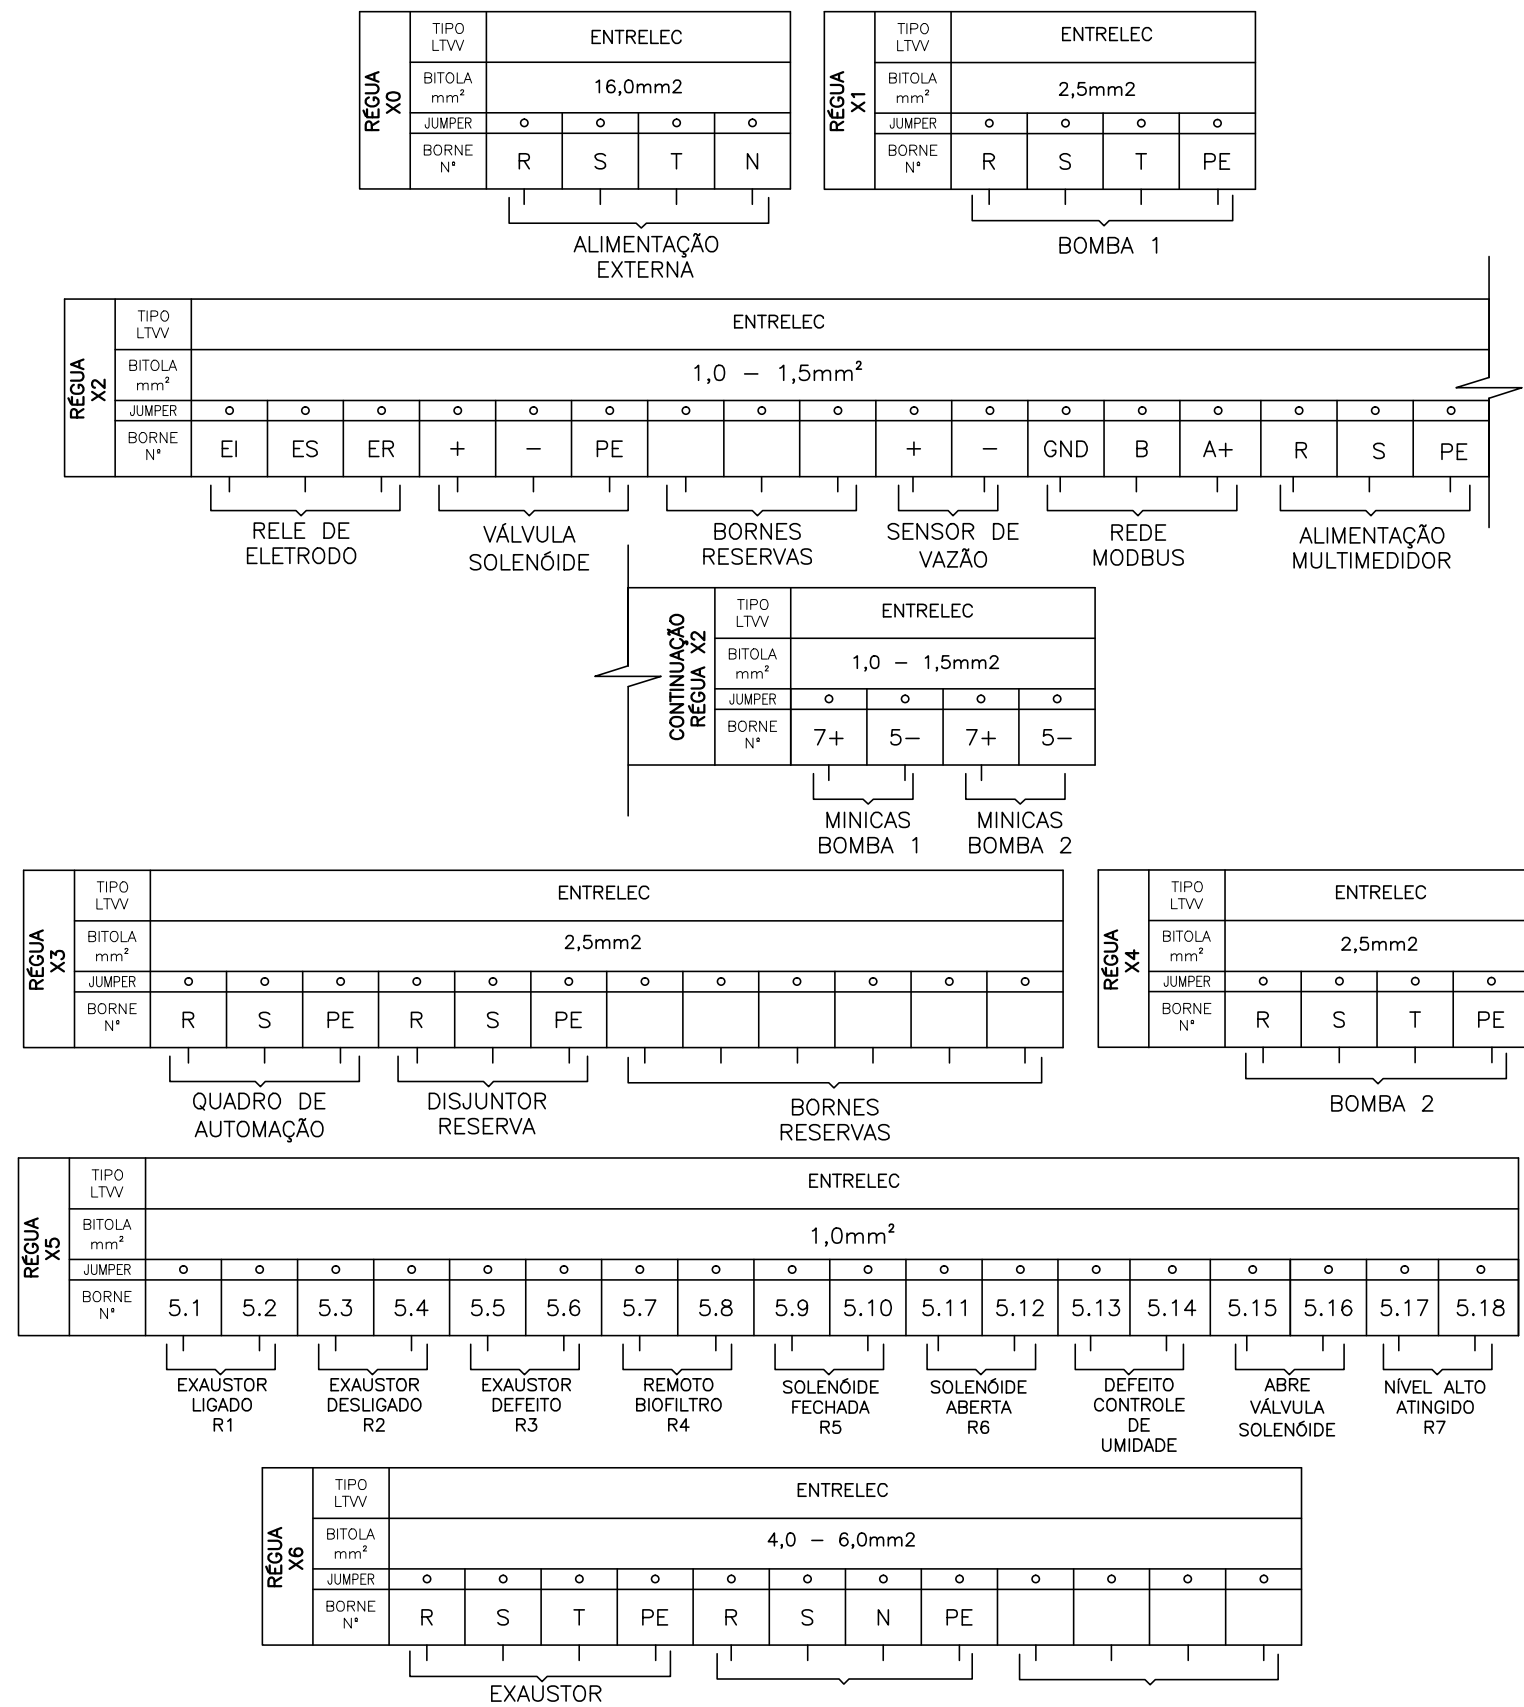 RÉGUA
X0
TIPO
LTVV
ENTRELEC
BITOLA
mm²
16,0mm2
JUMPER
BORNE
Nº
R S T N
ALIMENTAÇÃO
EXTERNA
RÉGUA
X1
TIPO
LTVV
ENTRELEC
BITOLA
mm²
2,5mm2
JUMPER
BORNE
Nº
R S T PE
BOMBA 1
RÉGUA
X2
TIPO
LTVV
ENTRELEC
BITOLA
mm²
1,0 – 1,5mm²
JUMPER
BORNE
Nº
EI ES ER + – PE + – GND B A+ R S PE
RELE DE
ELETRODO
VÁLVULA
SOLENÓIDE
BORNES
RESERVAS
SENSOR DE
VAZÃO
REDE
MODBUS
ALIMENTAÇÃO
MULTIMEDIDOR
CONTINUAÇÃO
RÉGUA X2
TIPO
LTVV
ENTRELEC
BITOLA
mm²
1,0 – 1,5mm2
JUMPER
BORNE
Nº
7+ 5– 7+ 5–
MINICAS
BOMBA 1
MINICAS
BOMBA 2
RÉGUA
X3
TIPO
LTVV
ENTRELEC
BITOLA
mm²
2,5mm2
JUMPER
BORNE
Nº
R S PE R S PE
QUADRO DE
AUTOMAÇÃO
DISJUNTOR
RESERVA
BORNES
RESERVAS
RÉGUA
X4
TIPO
LTVV
ENTRELEC
BITOLA
mm²
2,5mm2
JUMPER
BORNE
Nº
R S T PE
BOMBA 2
RÉGUA
X5
TIPO
LTVV
ENTRELEC
BITOLA
mm²
1,0mm²
JUMPER
BORNE
Nº
5.1 5.2 5.3 5.4 5.5 5.6 5.7 5.8 5.9 5.10 5.11 5.12 5.13 5.14 5.15 5.16 5.17 5.18
EXAUSTOR
LIGADO
R1
EXAUSTOR
DESLIGADO
R2
EXAUSTOR
DEFEITO
R3
REMOTO
BIOFILTRO
R4
SOLENÓIDE
FECHADA
R5
SOLENÓIDE
ABERTA
R6
DEFEITO
CONTROLE
DE
UMIDADE
ABRE
VÁLVULA
SOLENÓIDE
NÍVEL ALTO
ATINGIDO
R7
RÉGUA
X6
TIPO
LTVV
ENTRELEC
BITOLA
mm²
4,0 – 6,0mm2
JUMPER
BORNE
Nº
R S T PE R S N PE
EXAUSTOR